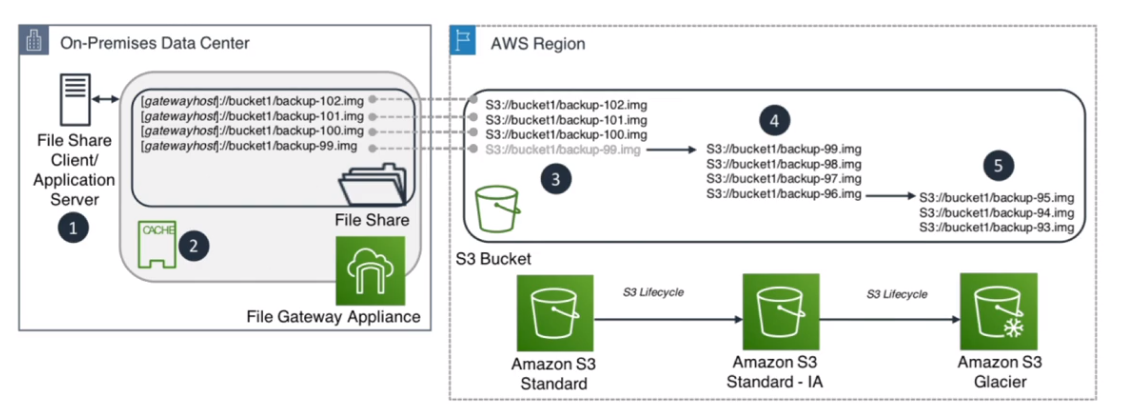 On-Premises Data Center
AWS Region
[gatewayhost]://bucket1/backup-102.img
[gatewayhost]://bucket1/backup-101.img
[gatewayhost]://bucket1/backup-100.img
[gatewayhost]://bucket1/backup-99.img
File Share
Client/
Application
Server
1
CACHE
2
File Share
File Gateway Appliance
S3://bucket1/backup-102.img
S3://bucket1/backup-101.img
S3://bucket1/backup-100.img
S3://bucket1/backup-99.img
3
4
S3://bucket1/backup-99.img
S3://bucket1/backup-98.img
S3://bucket1/backup-97.img
S3://bucket1/backup-96.img
5
S3://bucket1/backup-95.img
S3://bucket1/backup-94.img
S3://bucket1/backup-93.img
S3 Bucket
S3 Lifecycle
S3 Lifecycle
Amazon S3
Standard
Amazon S3
Standard - IA
Amazon S3
Glacier